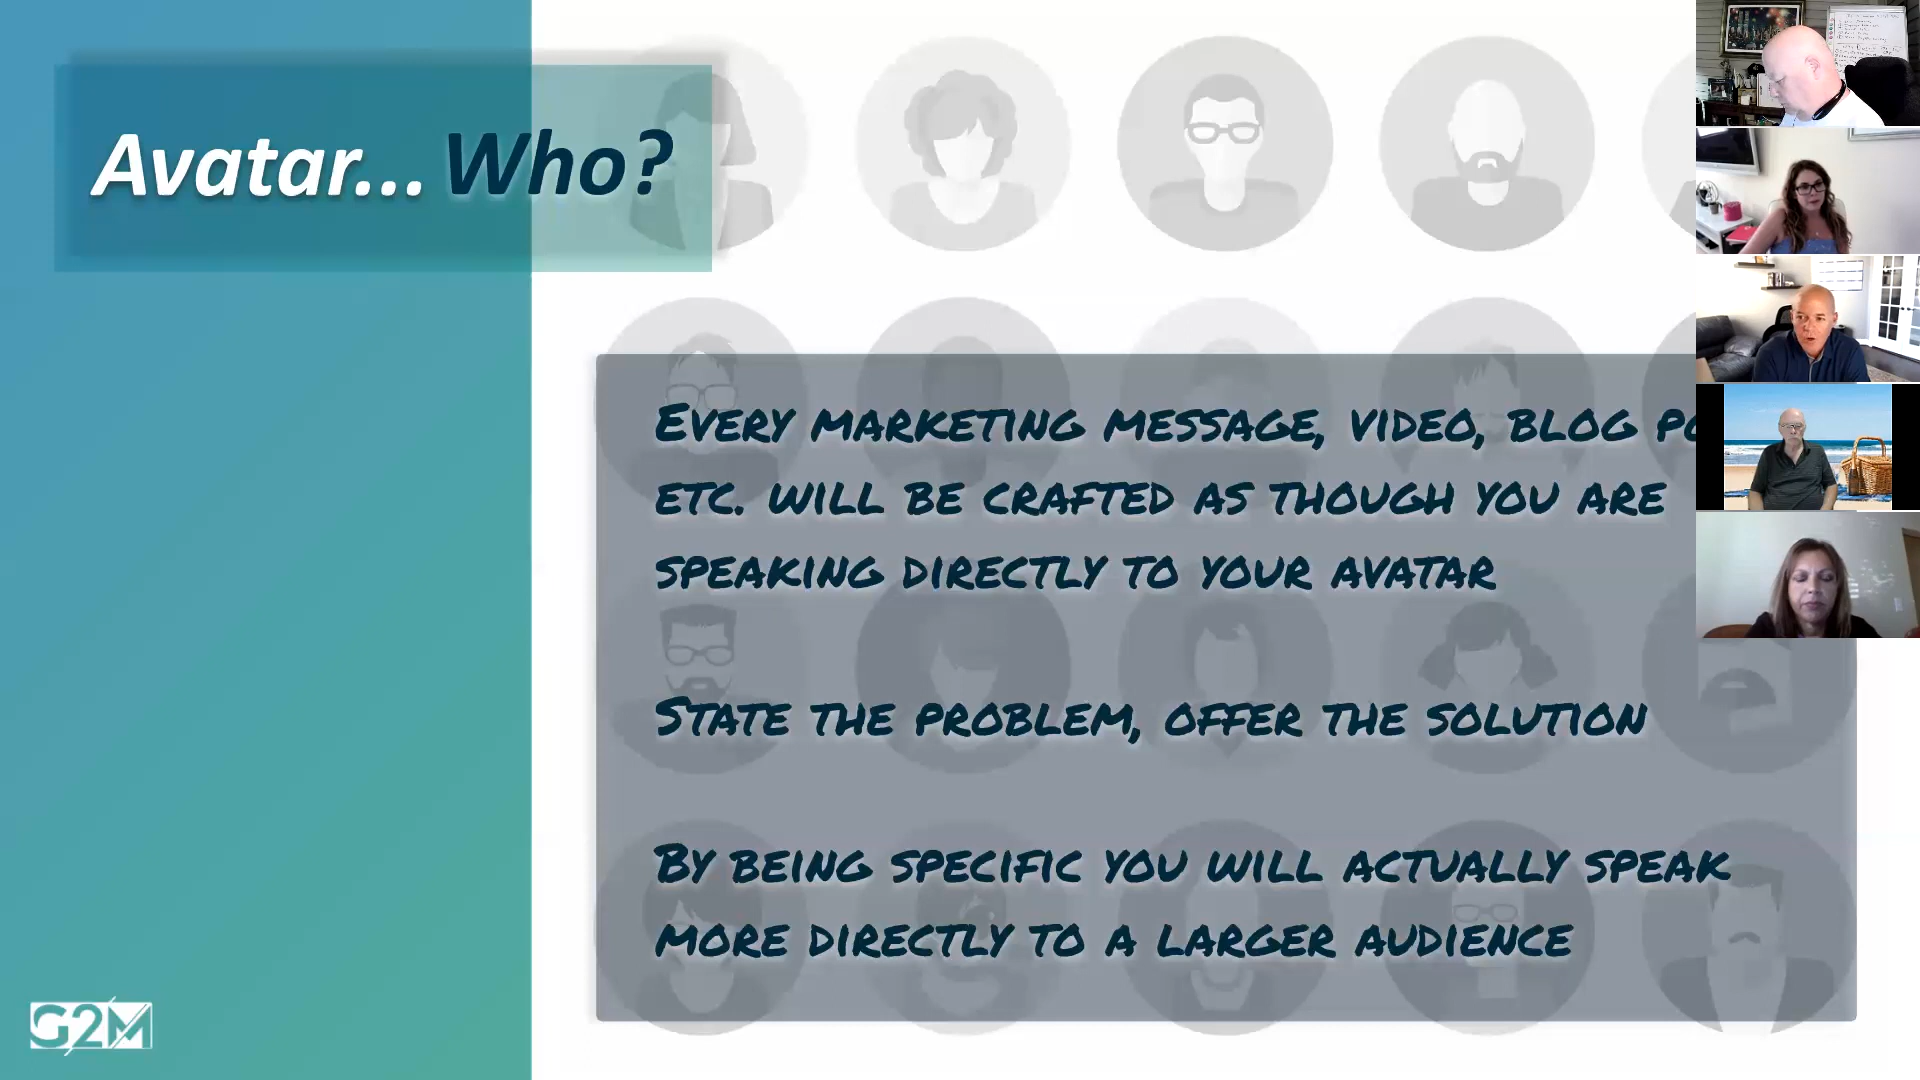 Avatar... Who?
Every marketing message, video, blog
etc. will be crafted as though you are
speaking directly to your avatar
State the problem, offer the solution
By being specific you will actually speak
more directly to a larger audience
G2M